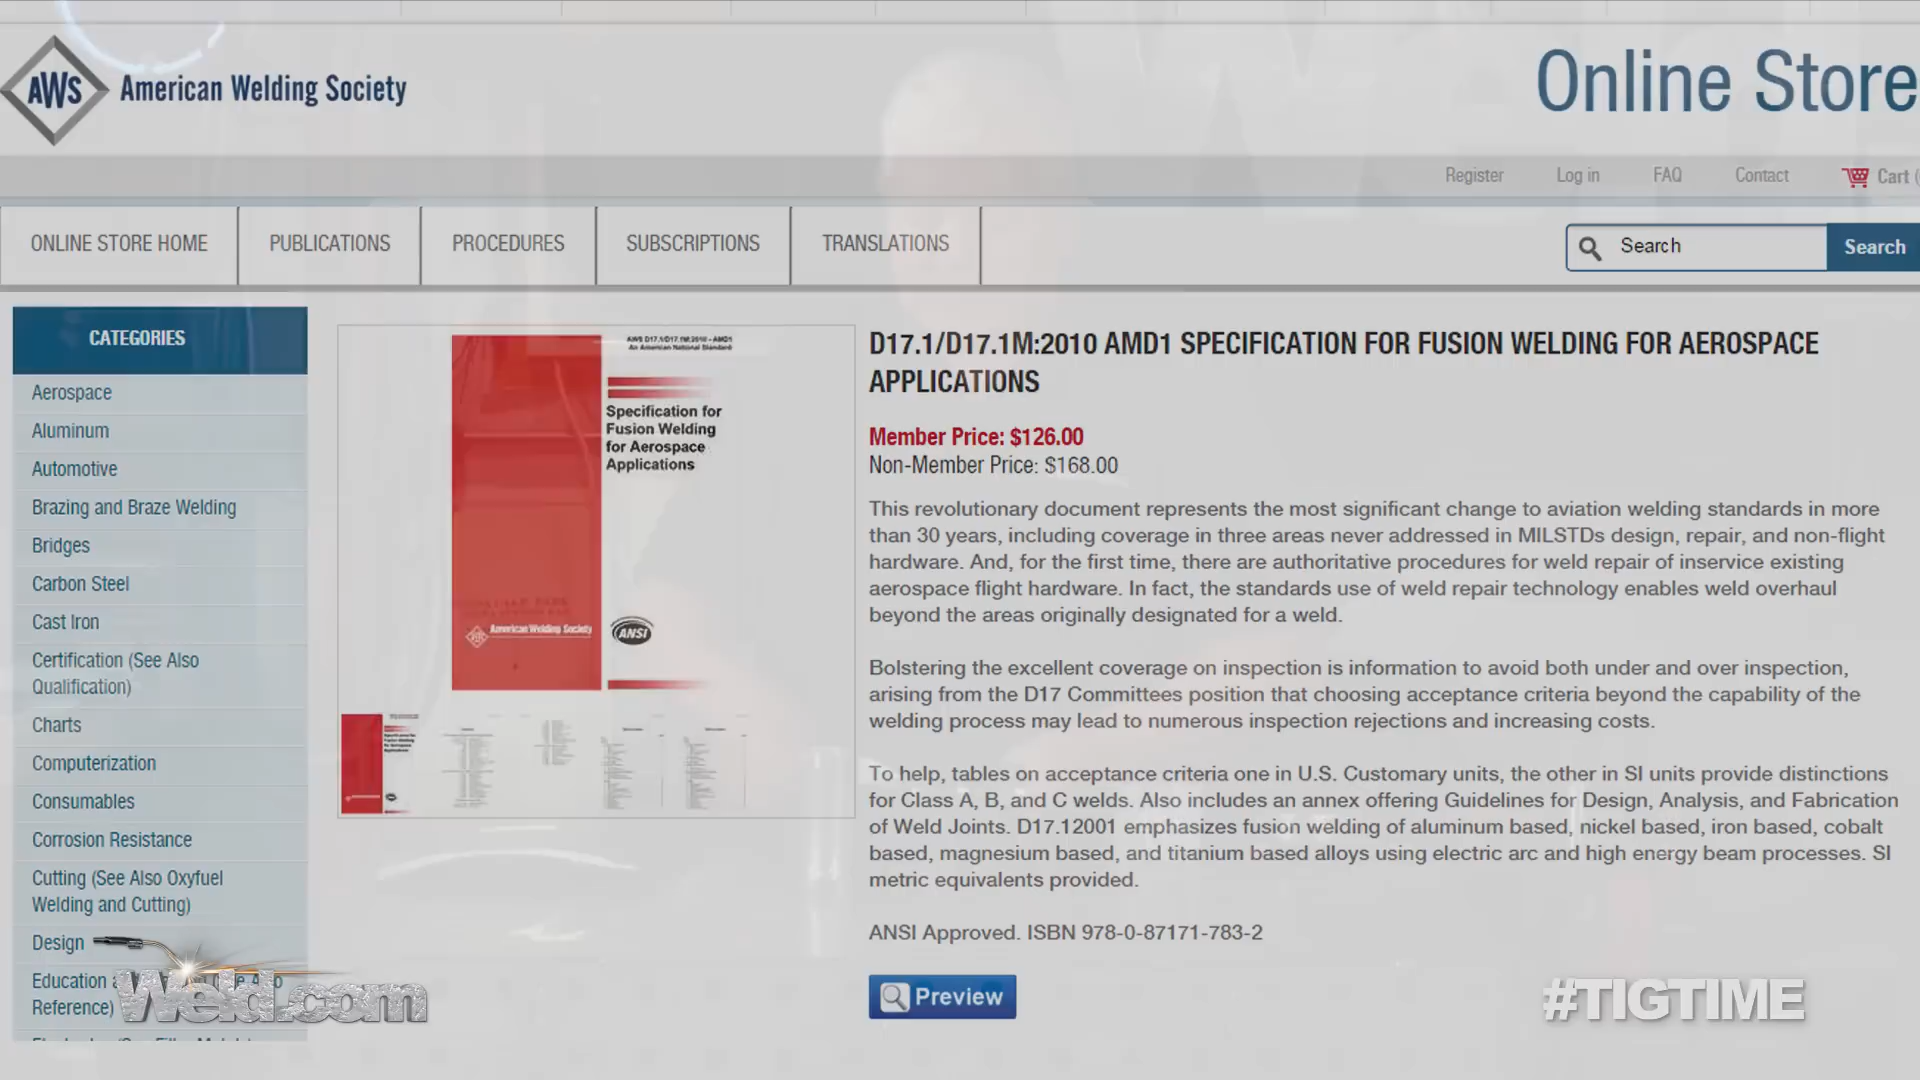 AWS American Welding Society
Online Store
Register Log in FAQ Contact Cart
ONLINE STORE HOME PUBLICATIONS PROCEDURES SUBSCRIPTIONS TRANSLATIONS
Search Search
CATEGORIES
Aerospace
Aluminum
Automotive
Brazing and Braze Welding
Bridges
Carbon Steel
Cast Iron
Certification (See Also
Qualification)
Charts
Computerization
Consumables
Corrosion Resistance
Cutting (See Also Oxyfuel
Welding and Cutting)
Design
Education
Reference)
AWS D17.1/D17.1M:2010 - AMD1
An American National Standard
Specification for
Fusion Welding
for Aerospace
Applications
American Welding Society
ANSI
D17.1/D17.1M:2010 AMD1 SPECIFICATION FOR FUSION WELDING FOR AEROSPACE
APPLICATIONS
Member Price: $126.00
Non-Member Price: $168.00
This revolutionary document represents the most significant change to aviation welding standards in more
than 30 years, including coverage in three areas never addressed in MILSTDs design, repair, and non-flight
hardware. And, for the first time, there are authoritative procedures for weld repair of inservice existing
aerospace flight hardware. In fact, the standards use of weld repair technology enables weld overhaul
beyond the areas originally designated for a weld.
Bolstering the excellent coverage on inspection is information to avoid both under and over inspection,
arising from the D17 Committees position that choosing acceptance criteria beyond the capability of the
welding process may lead to numerous inspection rejections and increasing costs.
To help, tables on acceptance criteria one in U.S. Customary units, the other in SI units provide distinctions
for Class A, B, and C welds. Also includes an annex offering Guidelines for Design, Analysis, and Fabrication
of Weld Joints. D17.12001 emphasizes fusion welding of aluminum based, nickel based, iron based, cobalt
based, magnesium based, and titanium based alloys using electric arc and high energy beam processes. SI
metric equivalents provided.
ANSI Approved. ISBN 978-0-87171-783-2
Preview
Weld.com
#TIGTIME